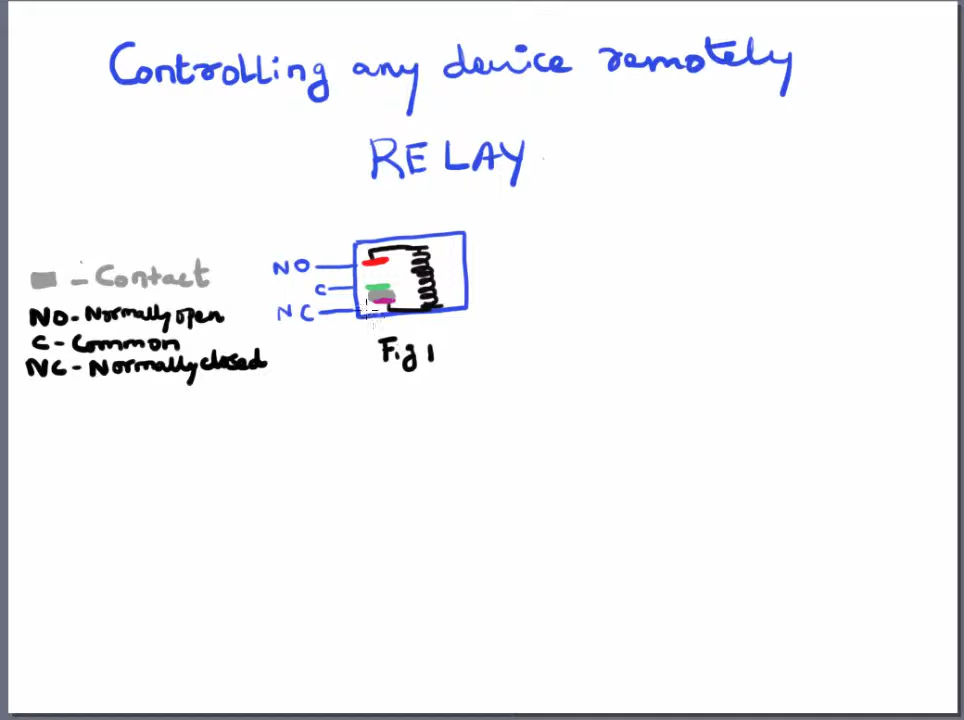 Controlling any device remotely
RELAY
NO
C
NC
- Contact
NO - Normally open
C - Common
NC - Normally closed
Fig 1